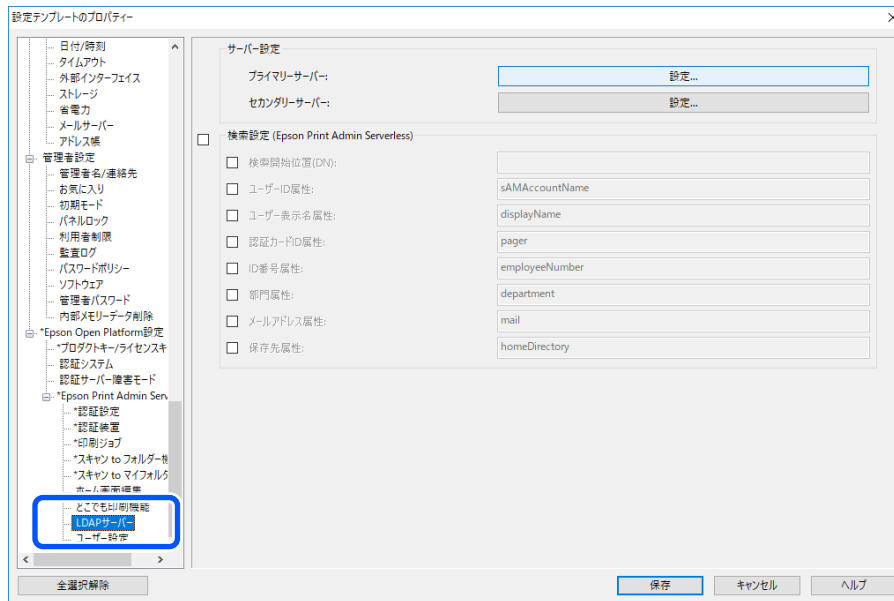 設定テンプレートのプロパティー
日付/時刻
タイムアウト
外部インターフェイス
ストレージ
省電力
メールサーバー
アドレス帳
管理者設定
管理者名/連絡先
お気に入り
初期モード
パネルロック
利用者制限
監査ログ
パスワードポリシー
ソフトウェア
管理者パスワード
内部メモリーデータ削除
*Epson Open Platform設定
*プロダクトキー/ライセンスキ
認証システム
認証サーバー障害モード
*Epson Print Admin Serv
*認証設定
*認証装置
*印刷ジョブ
*スキャン to フォルダー機
*スキャン to マイフォルダ
ホーム画面編集
どこでも印刷機能
LDAPサーバー
ユーザー設定
サーバー設定
プライマリーサーバー: 設定...
セカンダリーサーバー: 設定...
検索設定 (Epson Print Admin Serverless)
検索開始位置(DN):
ユーザーID属性: sAMAccountName
ユーザー表示名属性: displayName
認証カードID属性: pager
ID番号属性: employeeNumber
部門属性: department
メールアドレス属性: mail
保存先属性: homeDirectory
全選択解除 保存 キャンセル ヘルプ